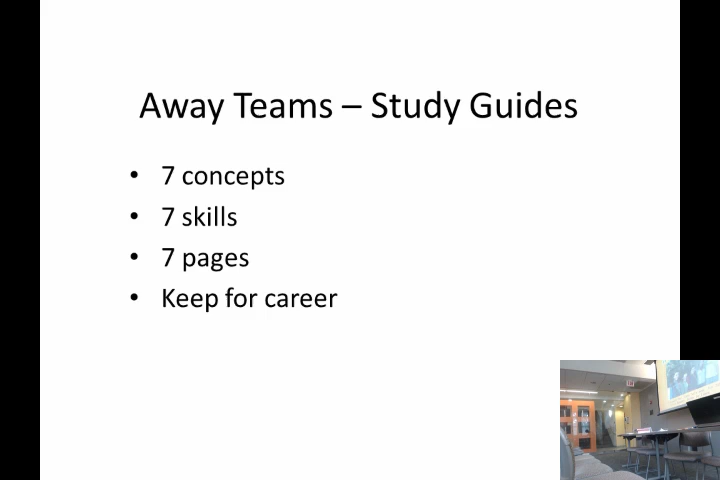 Away Teams – Study Guides
• 7 concepts
• 7 skills
• 7 pages
• Keep for career